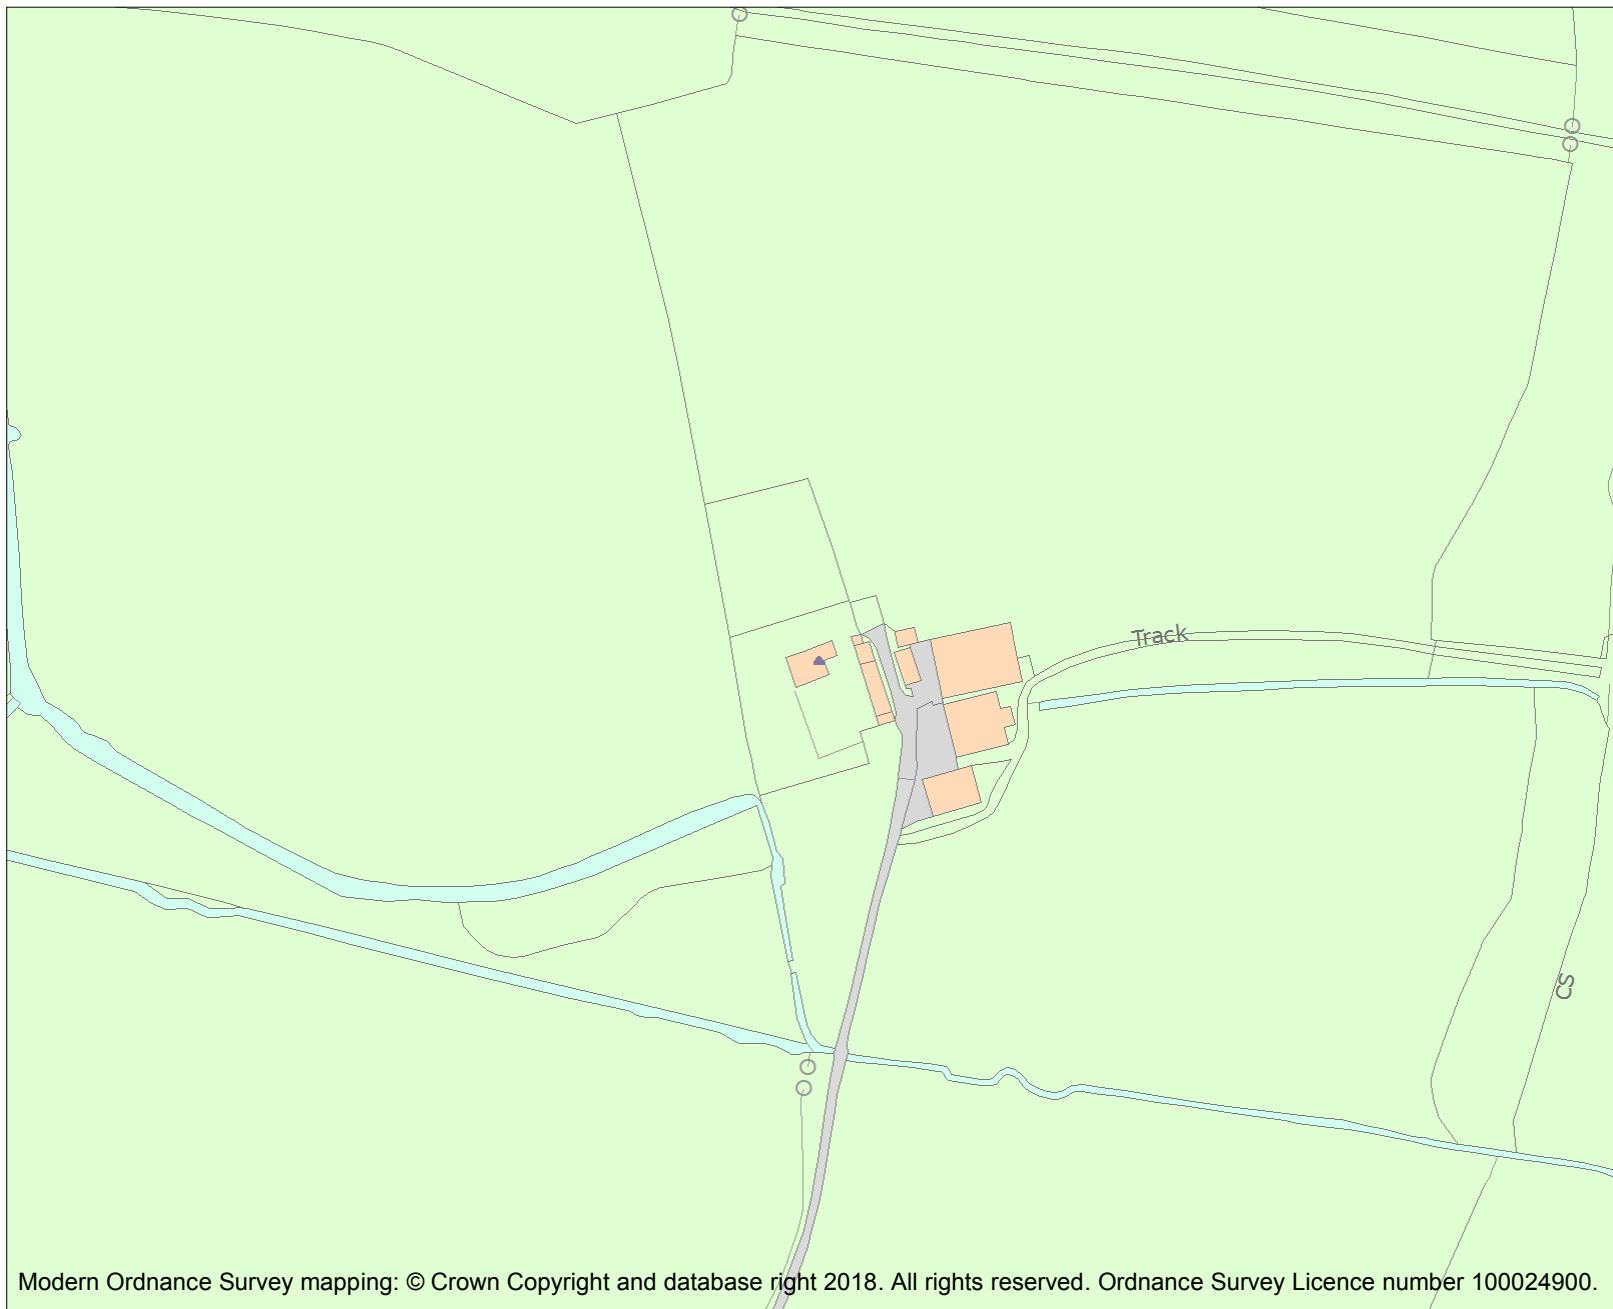 Track
CS
Modern Ordnance Survey mapping: © Crown Copyright and database right 2018. All rights reserved. Ordnance Survey Licence number 100024900.